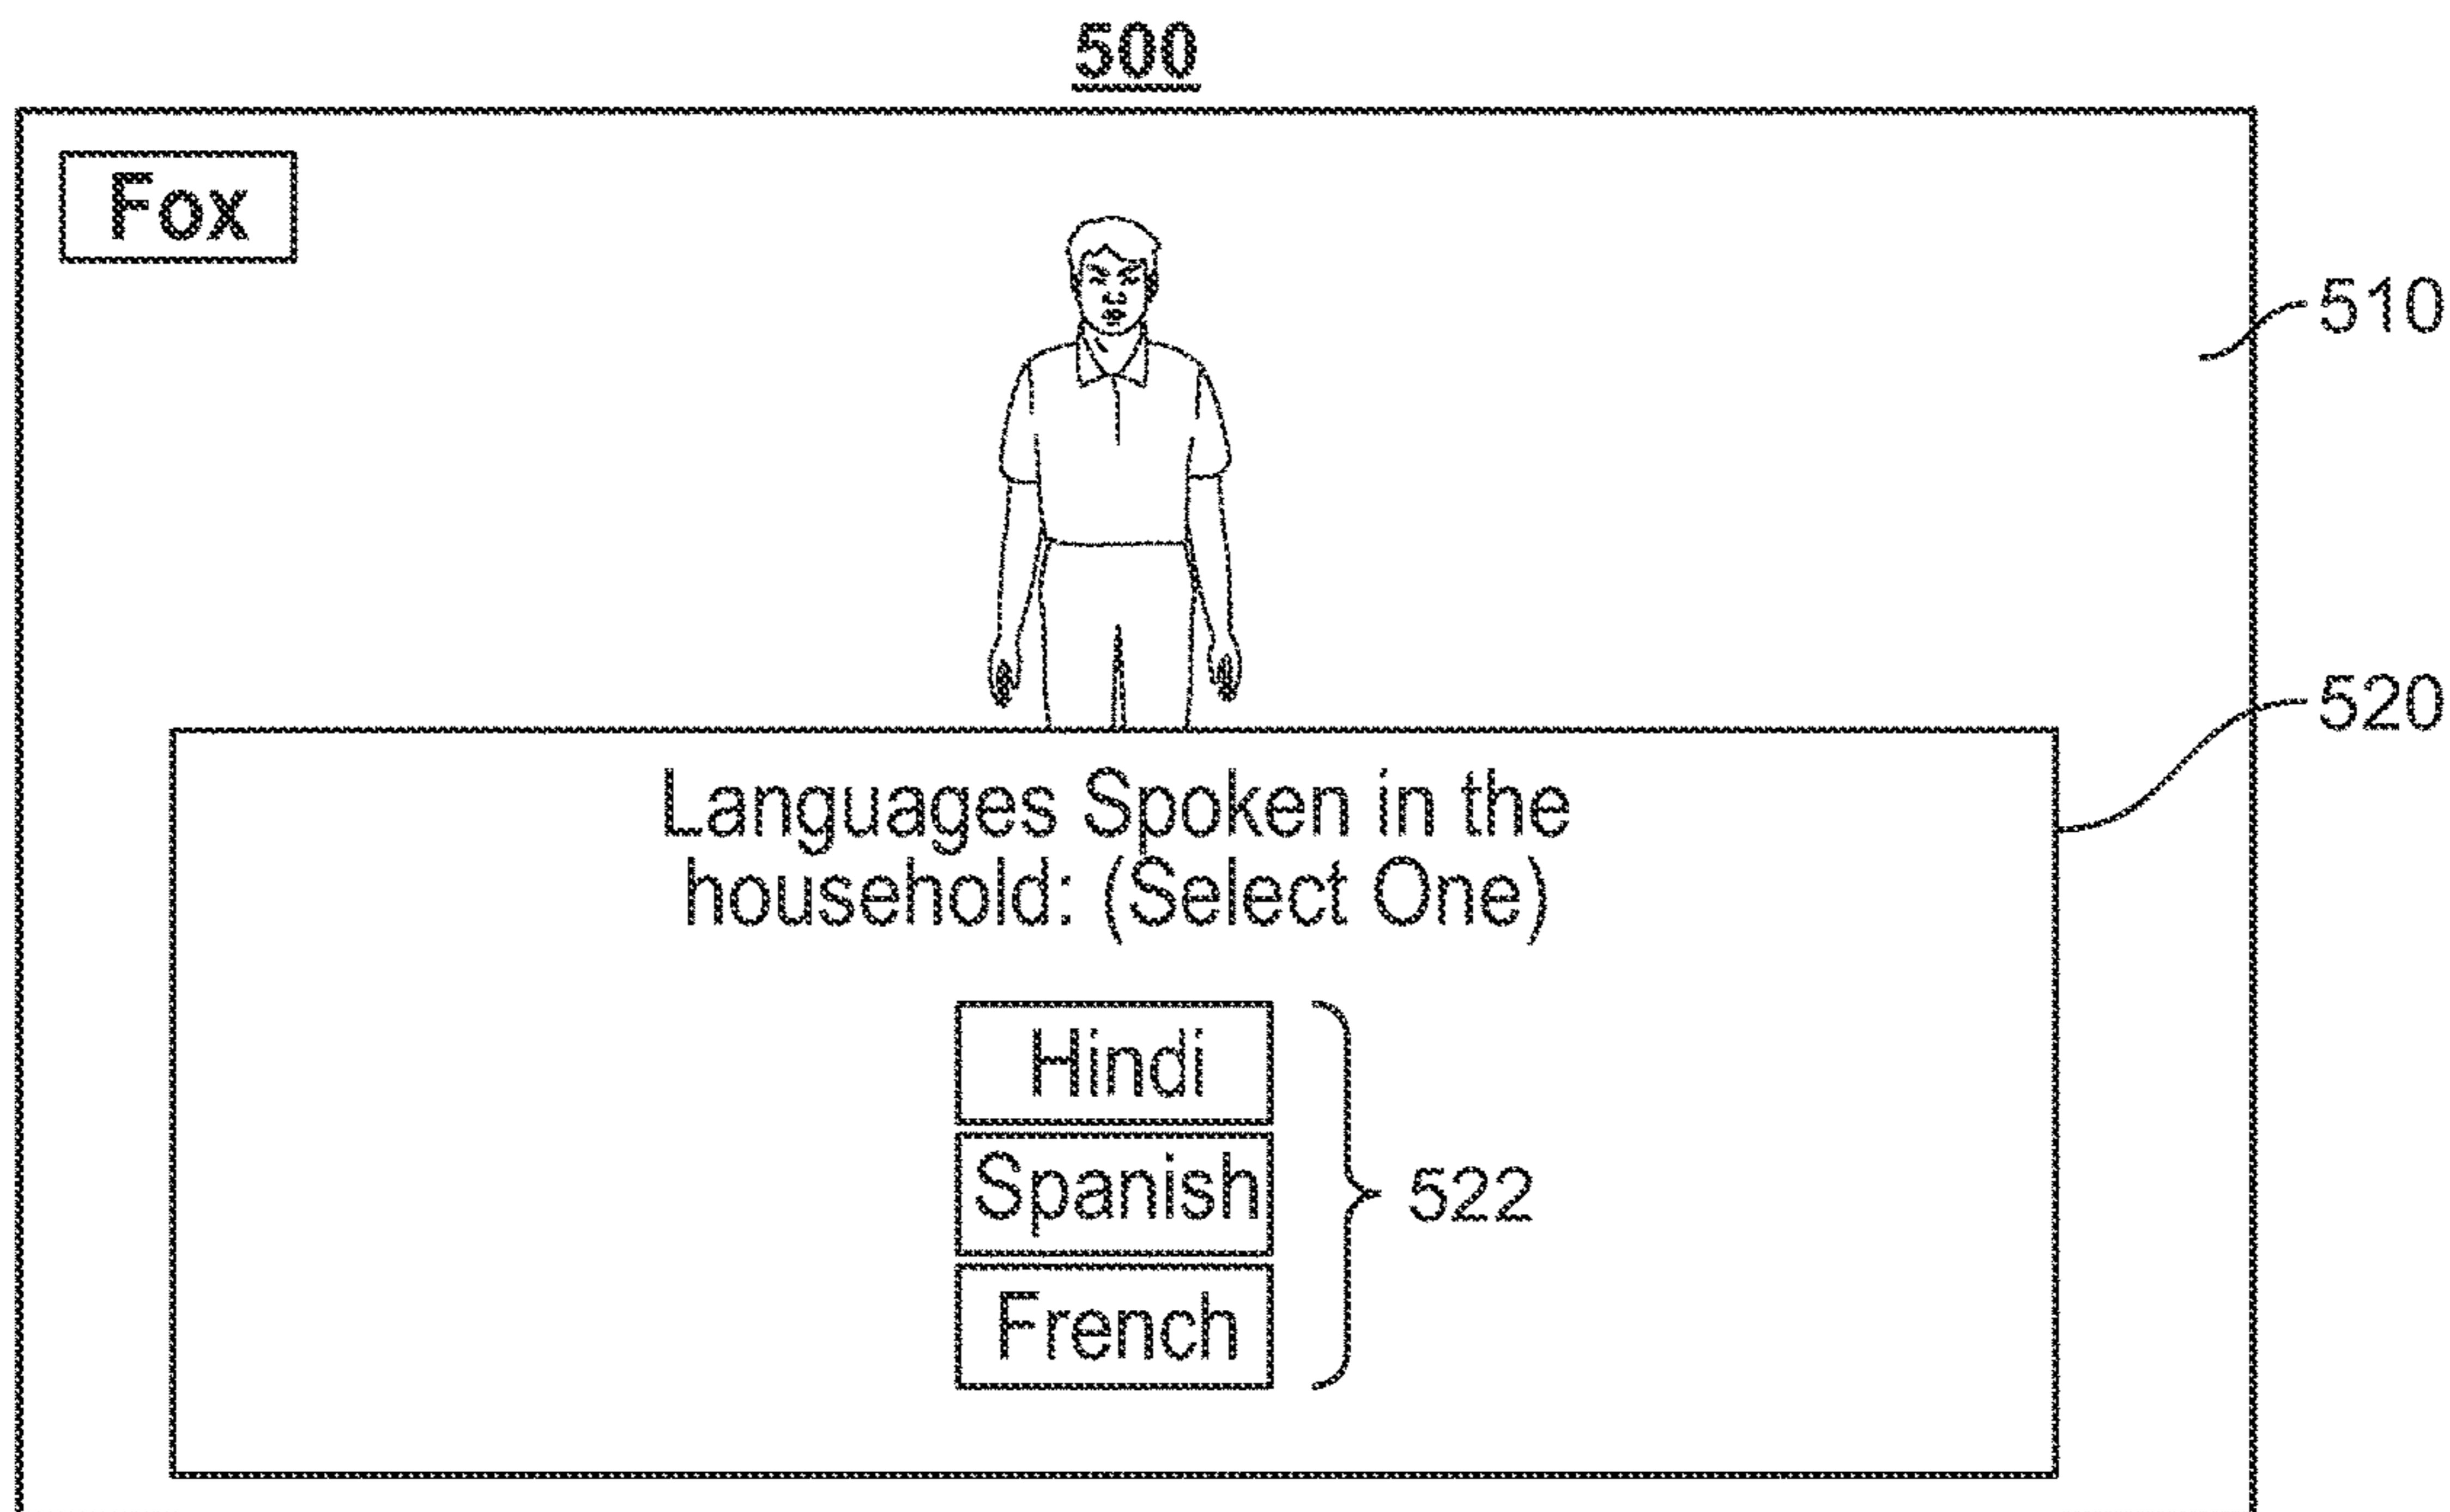 500
Fox
510
520
Languages Spoken in the
household: (Select One)
Hindi
Spanish
French
522